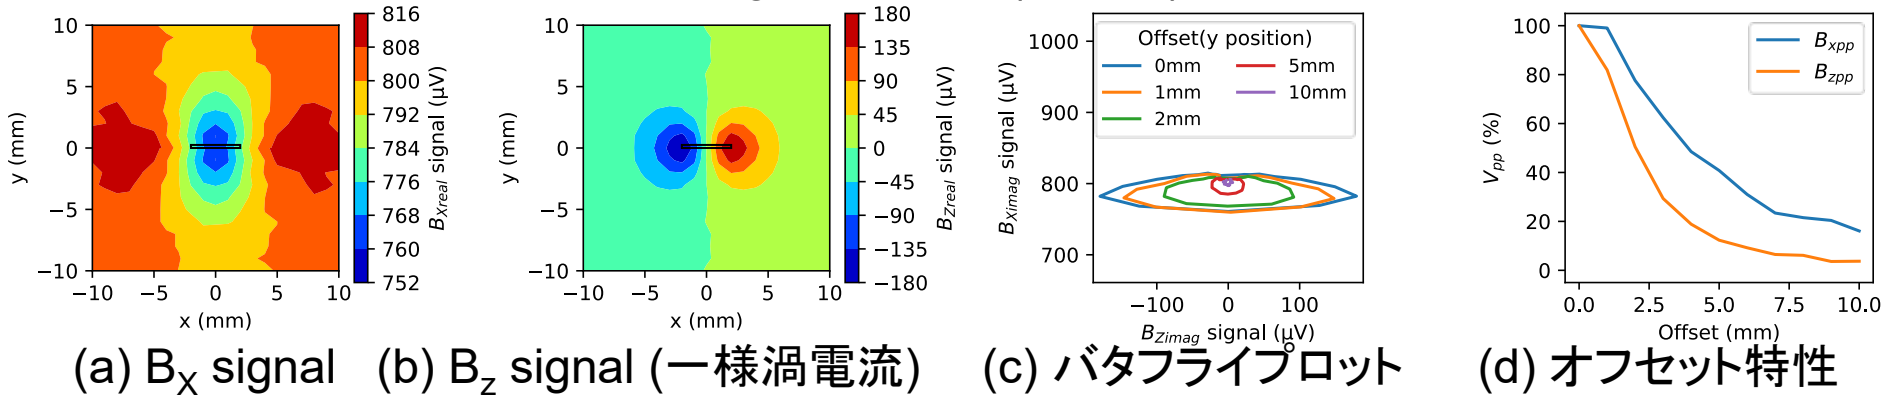 10
5
0
−5
−10
−10
−5
0
5
10
y (mm)
x (mm)
816
808
800
792
784
776
768
760
752
B_Xreal signal (μV)
(a) B_X signal
10
5
0
−5
−10
−10
−5
0
5
10
y (mm)
x (mm)
180
135
90
45
0
−45
−90
−135
−180
B_Zreal signal (μV)
(b) B_z signal (一様渦電流)
1000
900
800
700
B_Ximag signal (μV)
Offset(y position)
0mm
1mm
2mm
5mm
10mm
−100
0
100
B_Zimag signal (μV)
(c) バタフライプロット
100
80
60
40
20
0
V_pp (%)
B_xpp
B_zpp
0.0
2.5
5.0
7.5
10.0
Offset (mm)
(d) オフセット特性